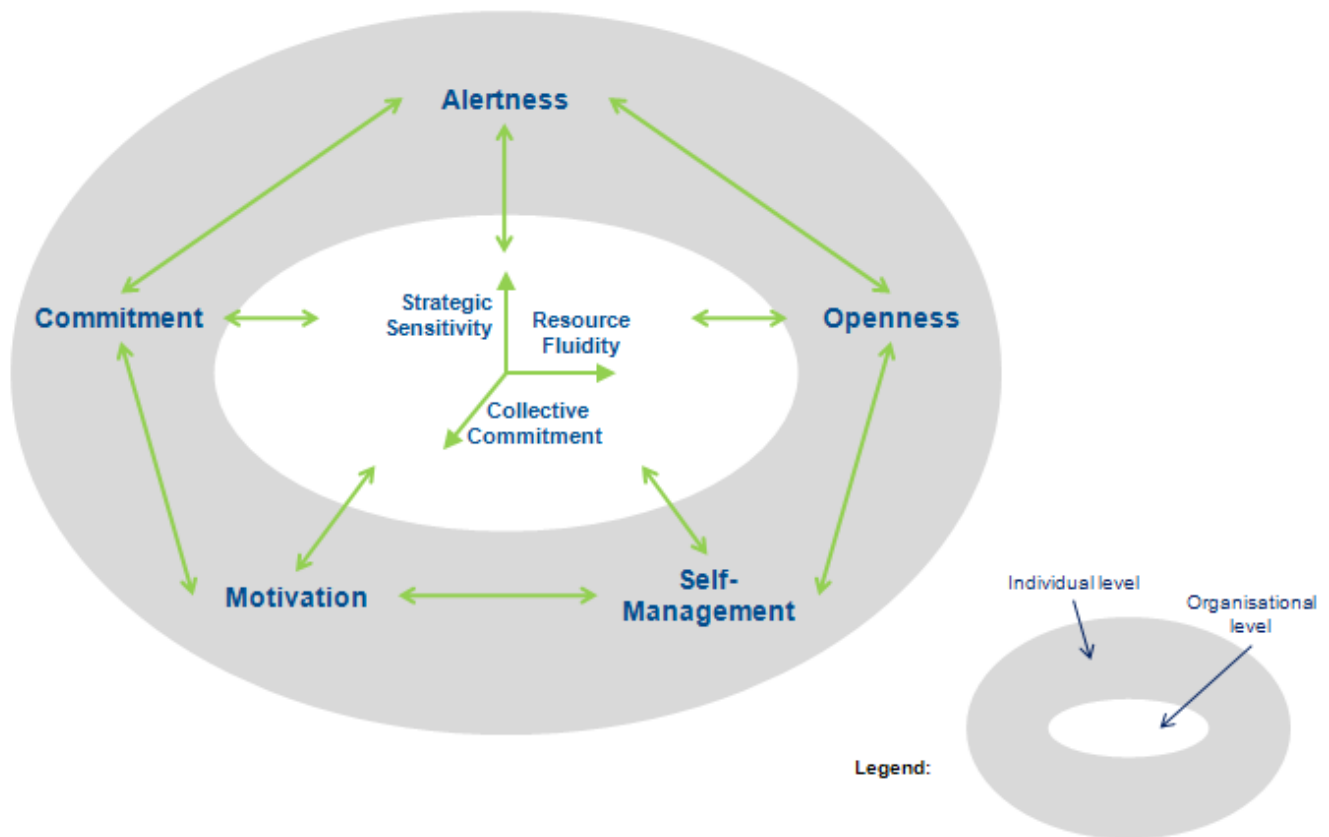 Alertness
Commitment
Strategic
Sensitivity
Resource
Fluidity
Openness
Collective
Commitment
Motivation
Self-
Management
Individual level
Organisational
level
Legend: